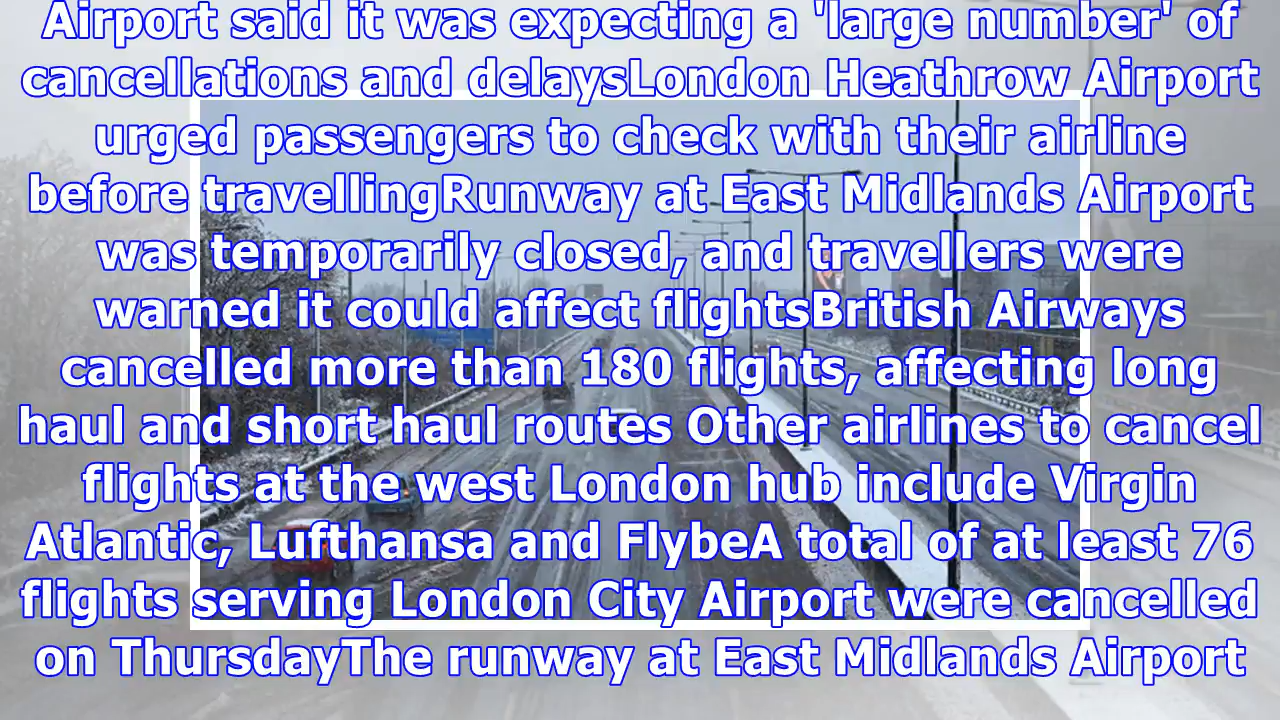 Airport said it was expecting a 'large number' of
cancellations and delaysLondon Heathrow Airport
urged passengers to check with their airline
before travellingRunway at East Midlands Airport
was temporarily closed, and travellers were
warned it could affect flightsBritish Airways
cancelled more than 180 flights, affecting long
haul and short haul routes Other airlines to cancel
flights at the west London hub include Virgin
Atlantic, Lufthansa and FlybeA total of at least 76
flights serving London City Airport were cancelled
on ThursdayThe runway at East Midlands Airport